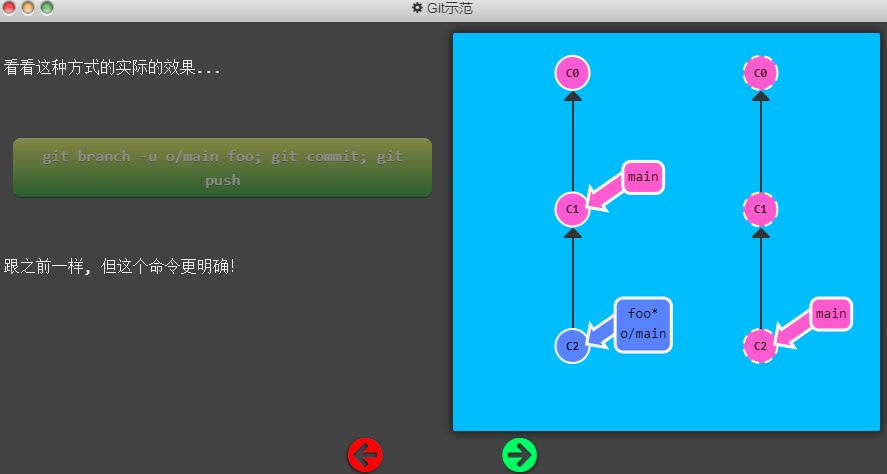 Git示范
看看这种方式的实际的效果...
git branch -u o/main foo; git commit; git
push
跟之前一样, 但这个命令更明确!
C0
main
C1
foo*
o/main
C2
C0
C1
main
C2